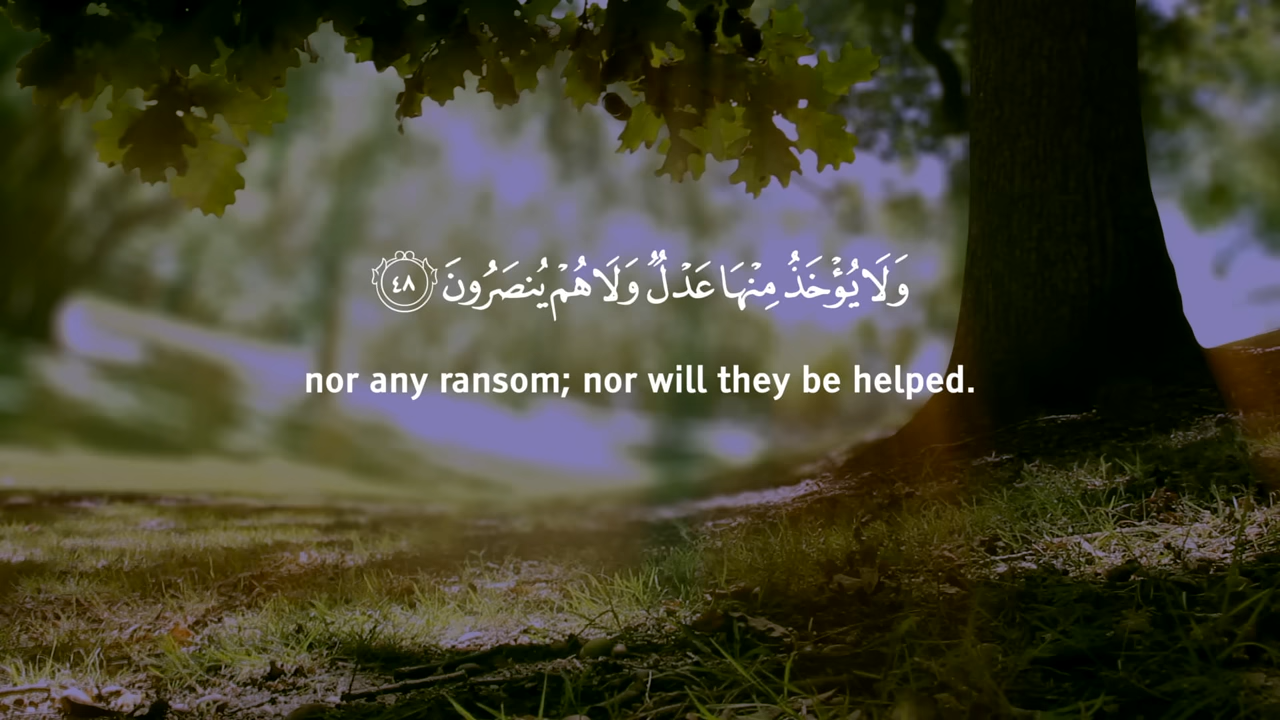 وَلَا يُؤْخَذُ مِنْهَا عَدْلٌ وَلَا هُمْ يُنصَرُونَ ٤٨
nor any ransom; nor will they be helped.